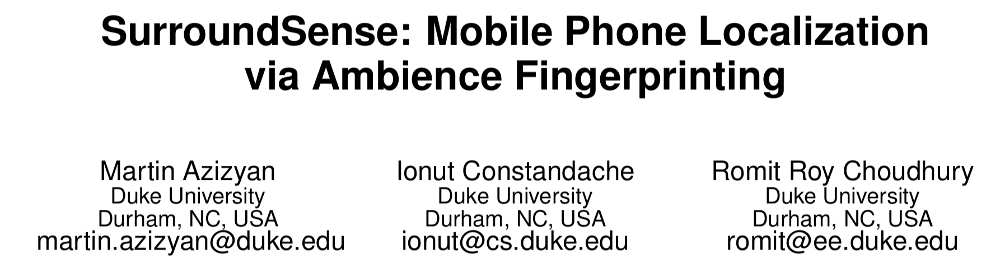 SurroundSense: Mobile Phone Localization
via Ambience Fingerprinting
Martin Azizyan
Duke University
Durham, NC, USA
martin.azizyan@duke.edu
Ionut Constandache
Duke University
Durham, NC, USA
ionut@cs.duke.edu
Romit Roy Choudhury
Duke University
Durham, NC, USA
romit@ee.duke.edu